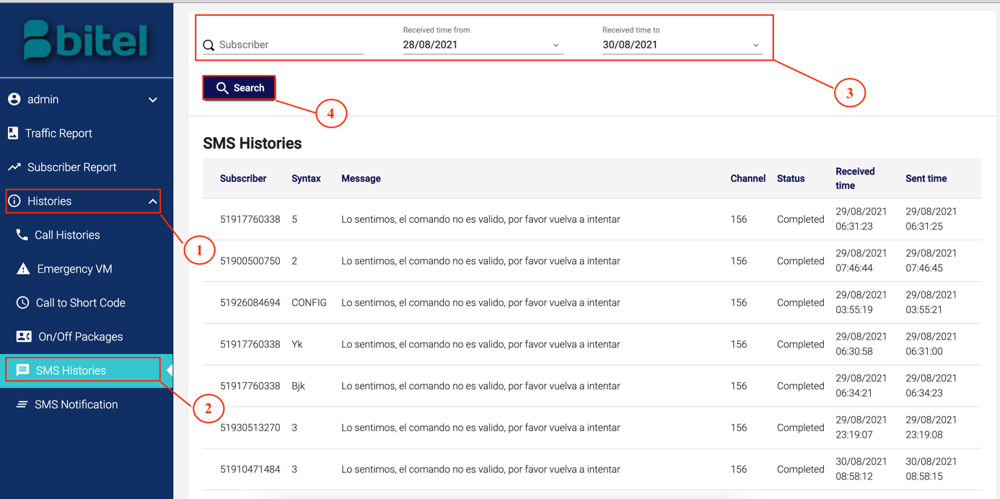 bitel
admin
Traffic Report
Subscriber Report
Histories
Call Histories
Emergency VM
Call to Short Code
On/Off Packages
SMS Histories
SMS Notification
1
2
Subscriber
Received time from
28/08/2021
Received time to
30/08/2021
3
Search
4
SMS Histories
Subscriber Syntax Message Channel Status Received time Sent time
51917760338 5 Lo sentimos, el comando no es valido, por favor vuelva a intentar 156 Completed 29/08/2021 06:31:23 29/08/2021 06:31:25
51900500750 2 Lo sentimos, el comando no es valido, por favor vuelva a intentar 156 Completed 29/08/2021 07:46:44 29/08/2021 07:46:45
51926084694 CONFIG Lo sentimos, el comando no es valido, por favor vuelva a intentar 156 Completed 29/08/2021 03:55:19 29/08/2021 03:55:21
51917760338 Yk Lo sentimos, el comando no es valido, por favor vuelva a intentar 156 Completed 29/08/2021 06:30:58 29/08/2021 06:31:00
51917760338 Bjk Lo sentimos, el comando no es valido, por favor vuelva a intentar 156 Completed 29/08/2021 06:34:21 29/08/2021 06:34:23
51930513270 3 Lo sentimos, el comando no es valido, por favor vuelva a intentar 156 Completed 29/08/2021 23:19:07 29/08/2021 23:19:08
51910471484 3 Lo sentimos, el comando no es valido, por favor vuelva a intentar 156 Completed 30/08/2021 08:58:12 30/08/2021 08:58:15